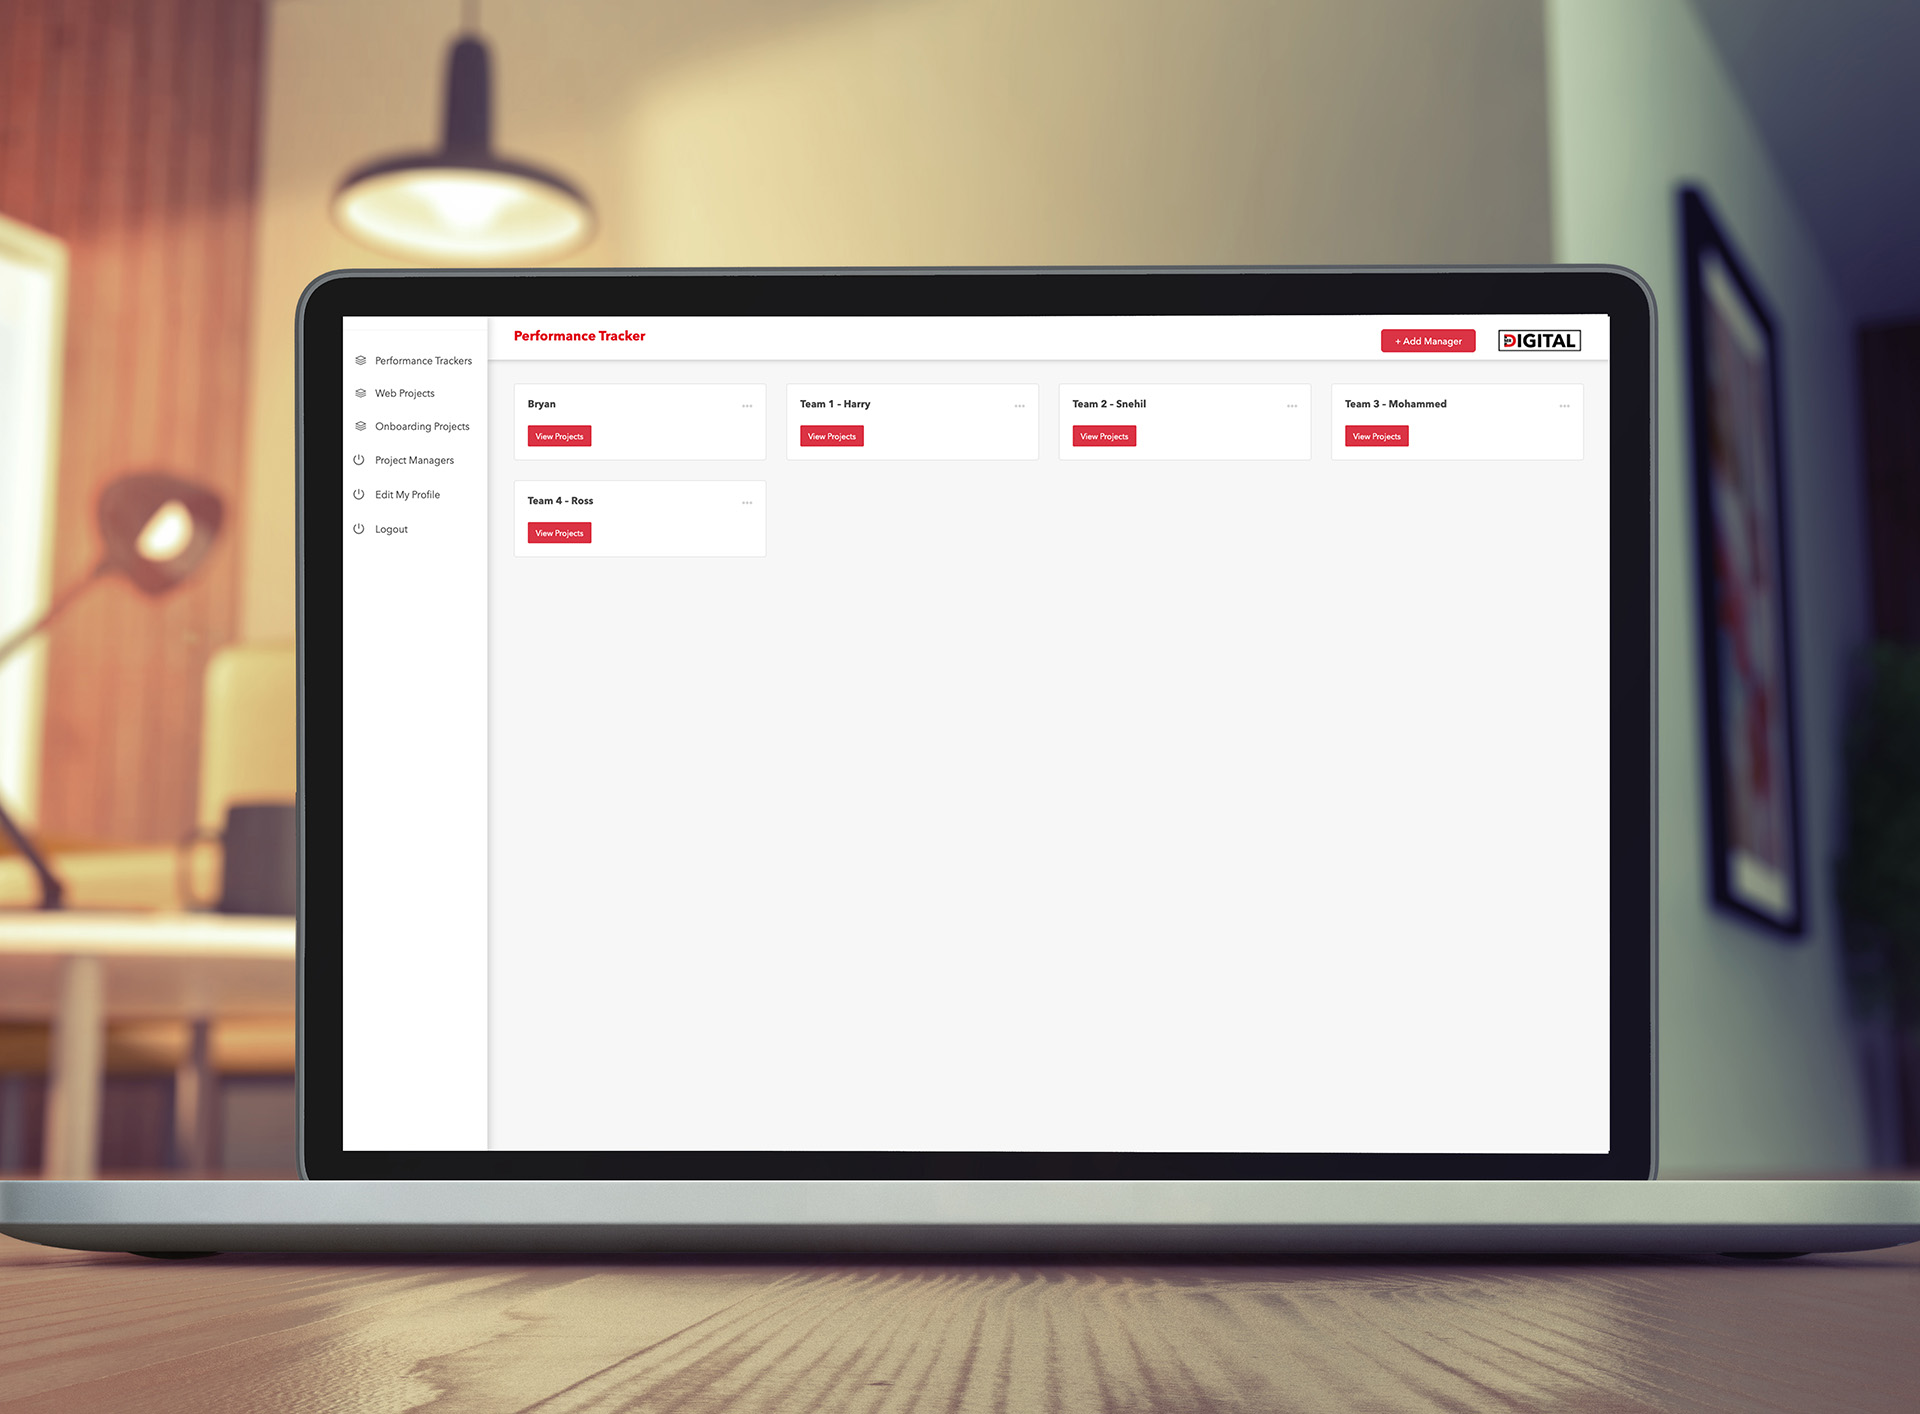 Performance Tracker
+ Add Manager
DIGITAL
Performance Trackers
Web Projects
Onboarding Projects
Project Managers
Edit My Profile
Logout
Bryan
View Projects
Team 1 - Harry
View Projects
Team 2 - Snehil
View Projects
Team 3 - Mohammed
View Projects
Team 4 - Ross
View Projects